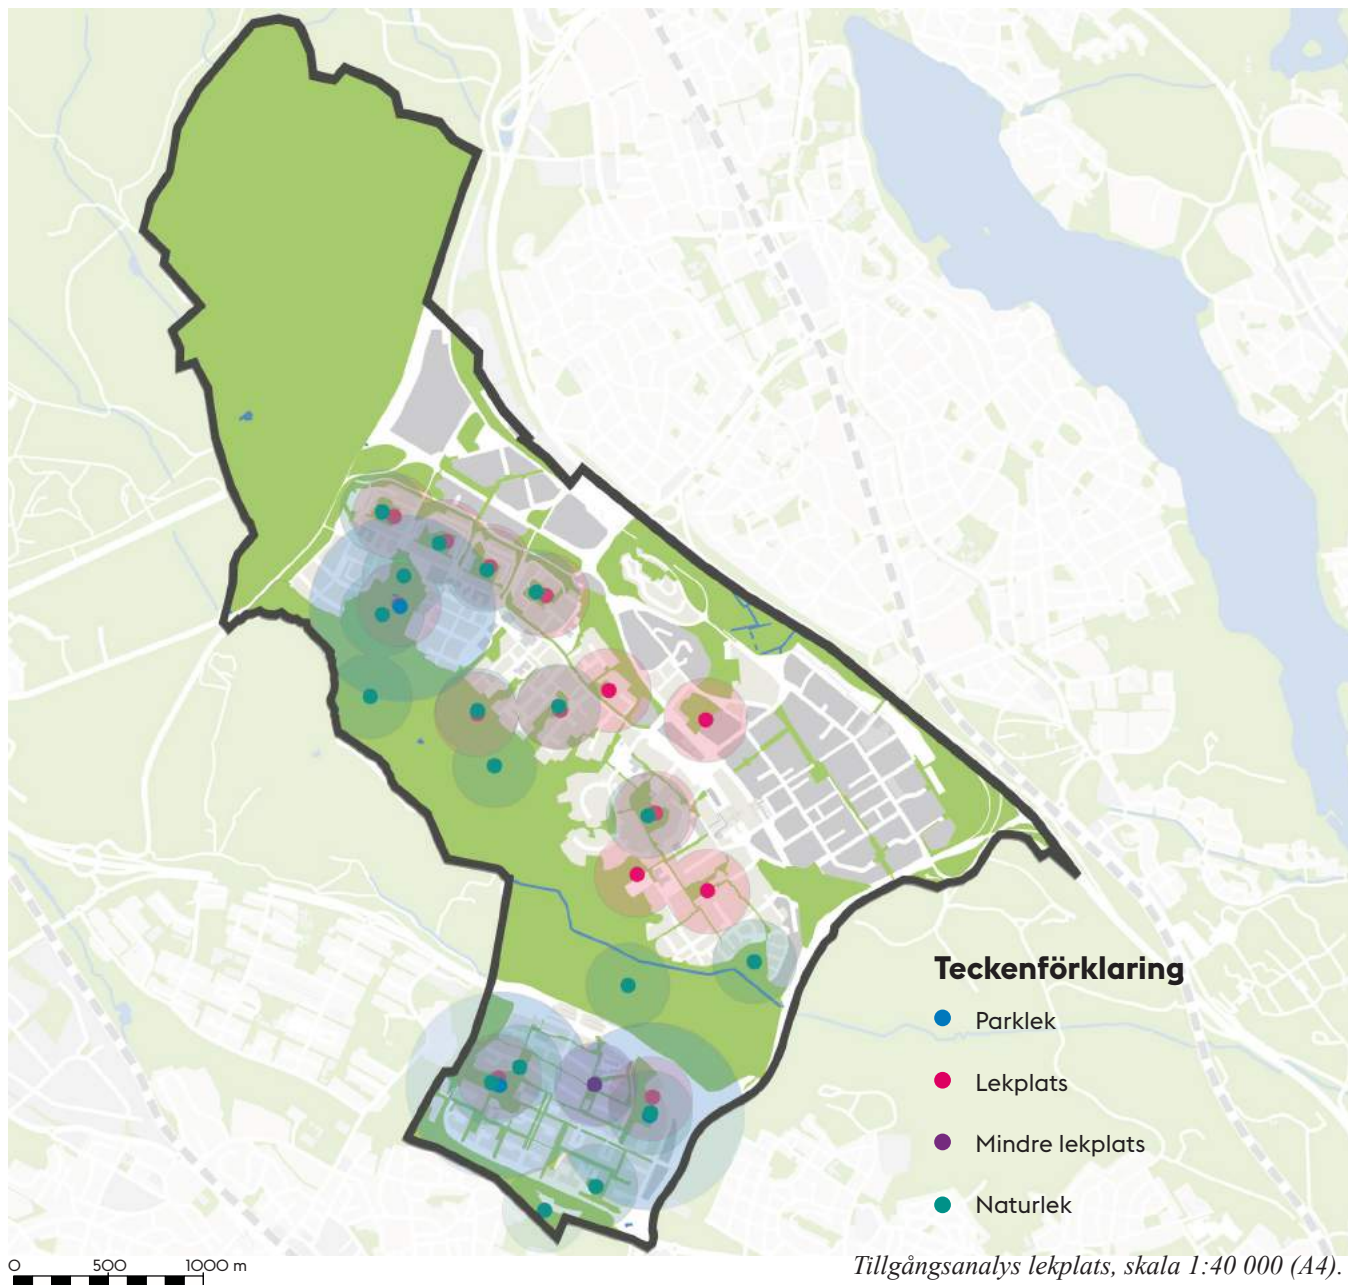 Teckenförklaring
Parklek
Lekplats
Mindre lekplats
Naturlek
0 500 1000 m
Tillgångsanalys lekplats, skala 1:40 000 (A4).